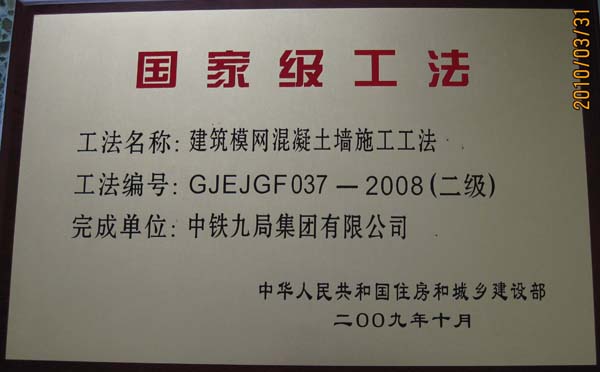 国家级工法
工法名称: 建筑模网混凝土墙施工工法
工法编号: GJEJGF037—2008(二级)
完成单位: 中铁九局集团有限公司
中华人民共和国住房和城乡建设部
二〇〇九年十月
2010/03/31